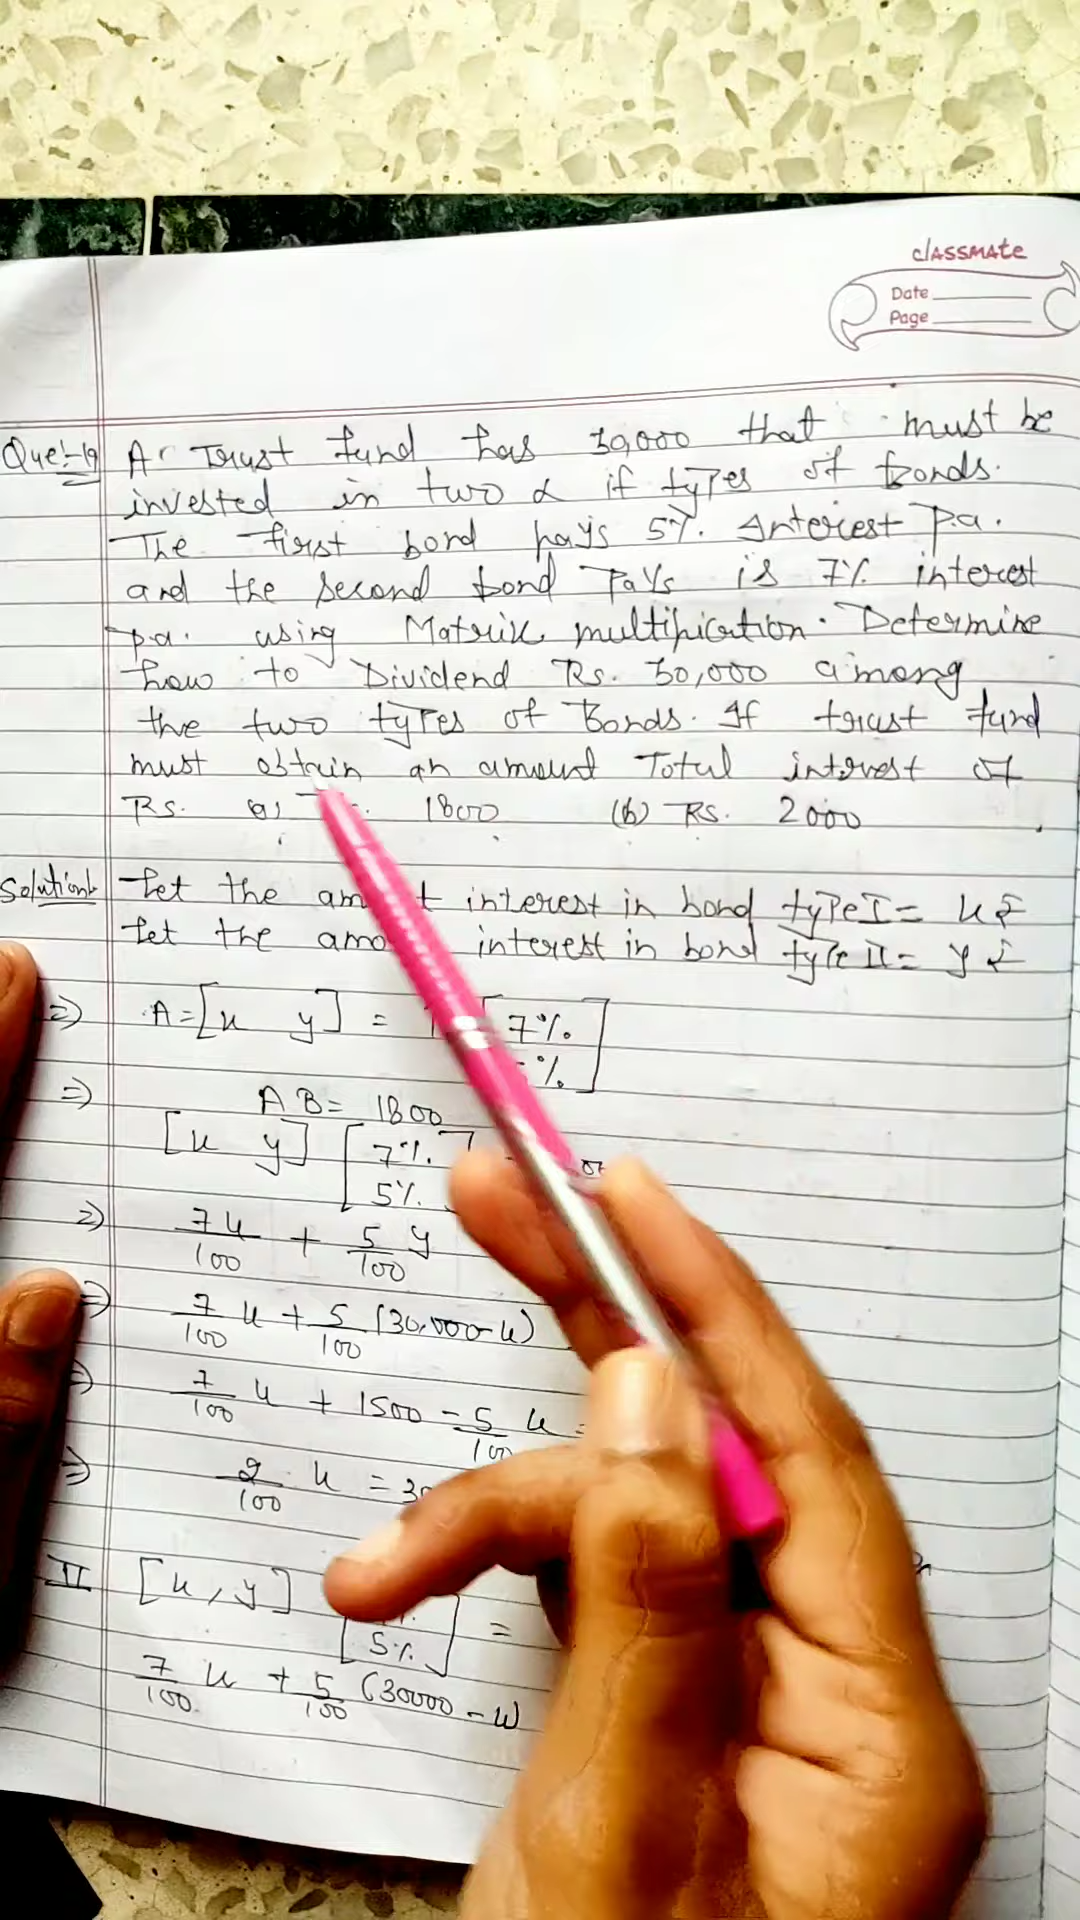 classmate
Date
Page
Que:-19 A Trust fund has 30,000 that must be
invested in two & if types of bonds.
The first bond pays 5% Interest p.a.
and the second bond Pays is 7% interest
p.a. using Matrix multipication. Determine
how to Dividend Rs. 30,000 among
the two types of Bonds. If trust fund
must obtain an amount Total interest of
Rs. (a) 1800 (b) Rs. 2000
Solution:- Let the interest in bond type I = x ₹
Let the interest in bond type II = y ₹
=> A = [x y] = [7%
%]
=> AB = 1800
[x y] [7%
5%]
=> 7x/100 + 5/100 y
=> 7/100 x + 5/100 (30,000-x)
=> 7/100 x + 1500 - 5/100 x =
=> 2/100 x =
II [x, y] 5%] =
7/100 x + 5/100 (30000 - x)